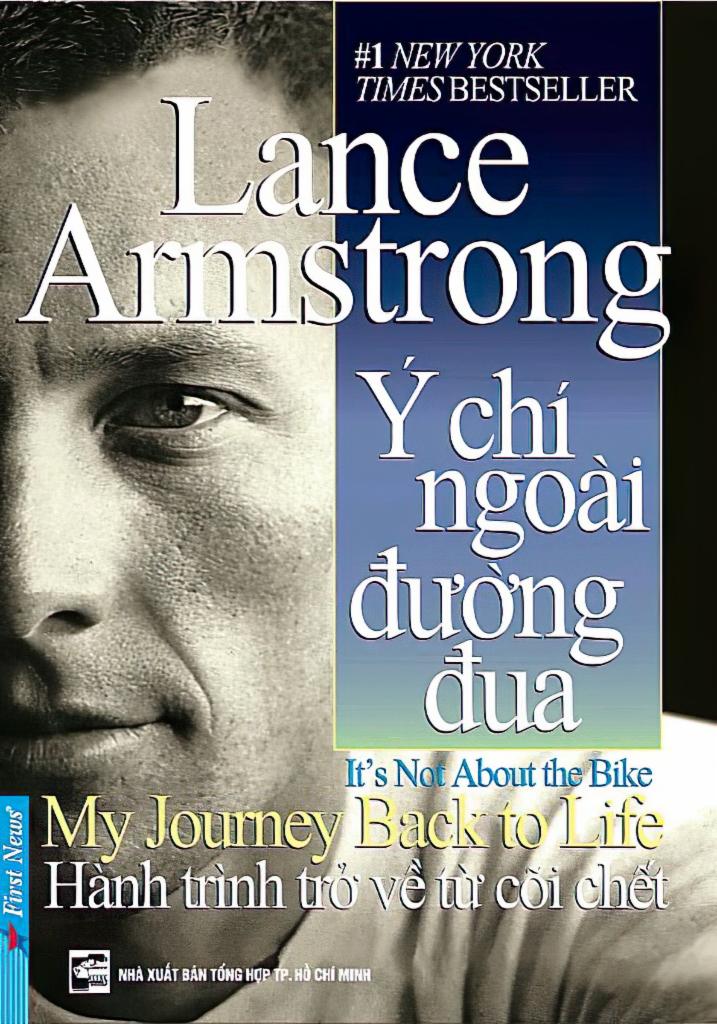 #1 NEW YORK
TIMES BESTSELLER
Lance
Armstrong
Ý chí
ngoài
đường
đua
It's Not About the Bike
My Journey Back to Life
Hành trình trở về từ cõi chết
First News
NHÀ XUẤT BẢN TỔNG HỢP TP. HỒ CHÍ MINH